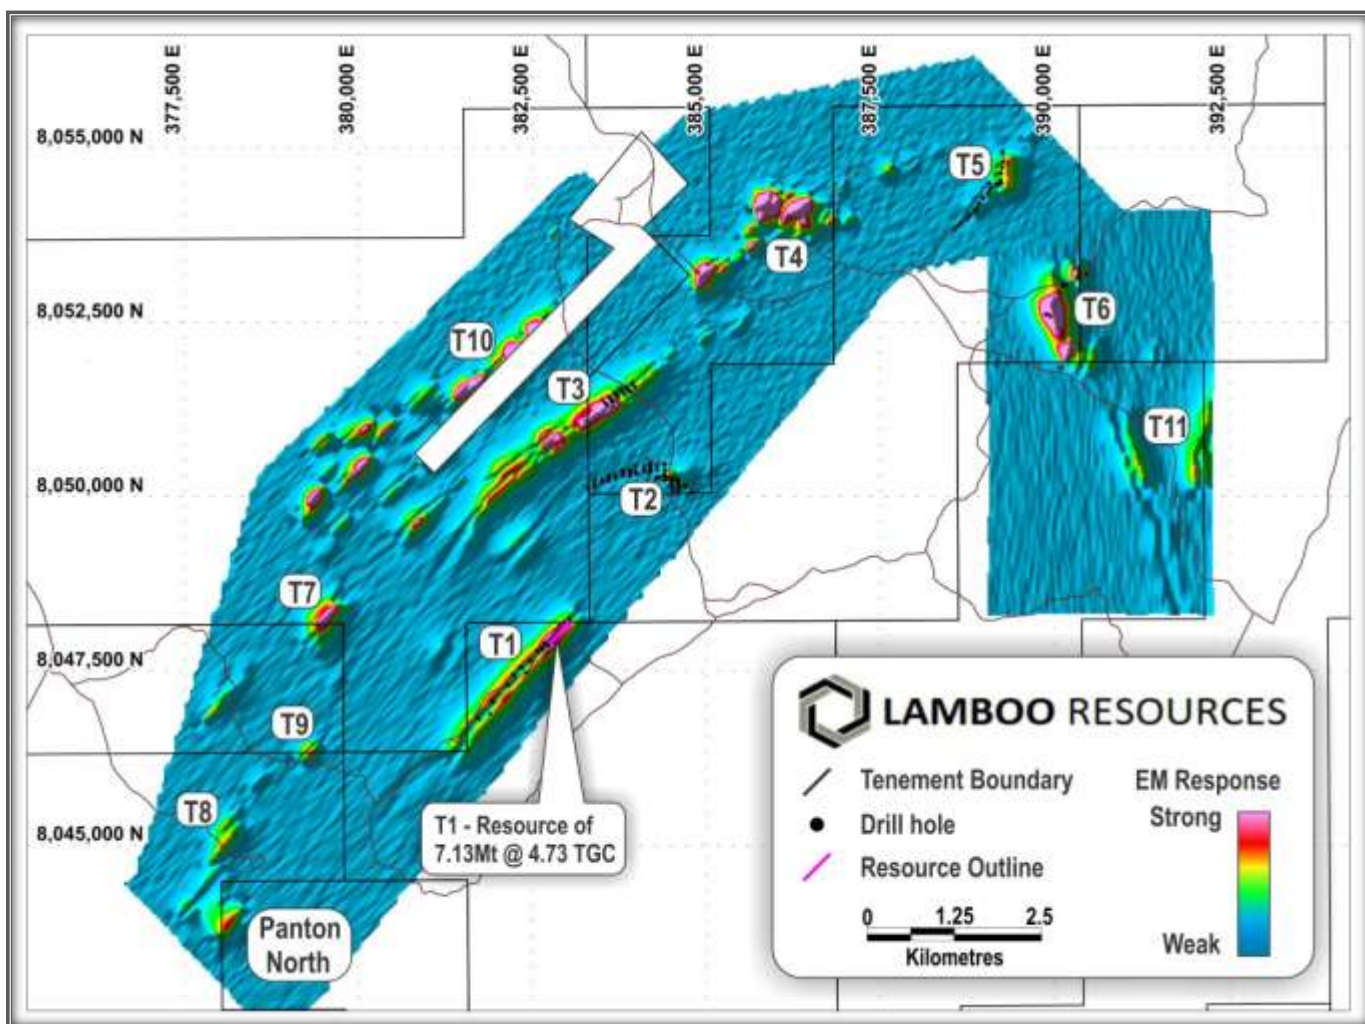 377,500 E
380,000 E
382,500 E
385,000 E
387,500 E
390,000 E
392,500 E
8,055,000 N
T5
T4
8,052,500 N
T6
T10
T3
T11
8,050,000 N
T2
T7
T1
8,047,500 N
T9
T8
8,045,000 N
T1 - Resource of
7.13Mt @ 4.73 TGC
Panton
North
LAMBOO RESOURCES
Tenement Boundary
Drill hole
Resource Outline
0 1.25 2.5
Kilometres
EM Response
Strong
Weak